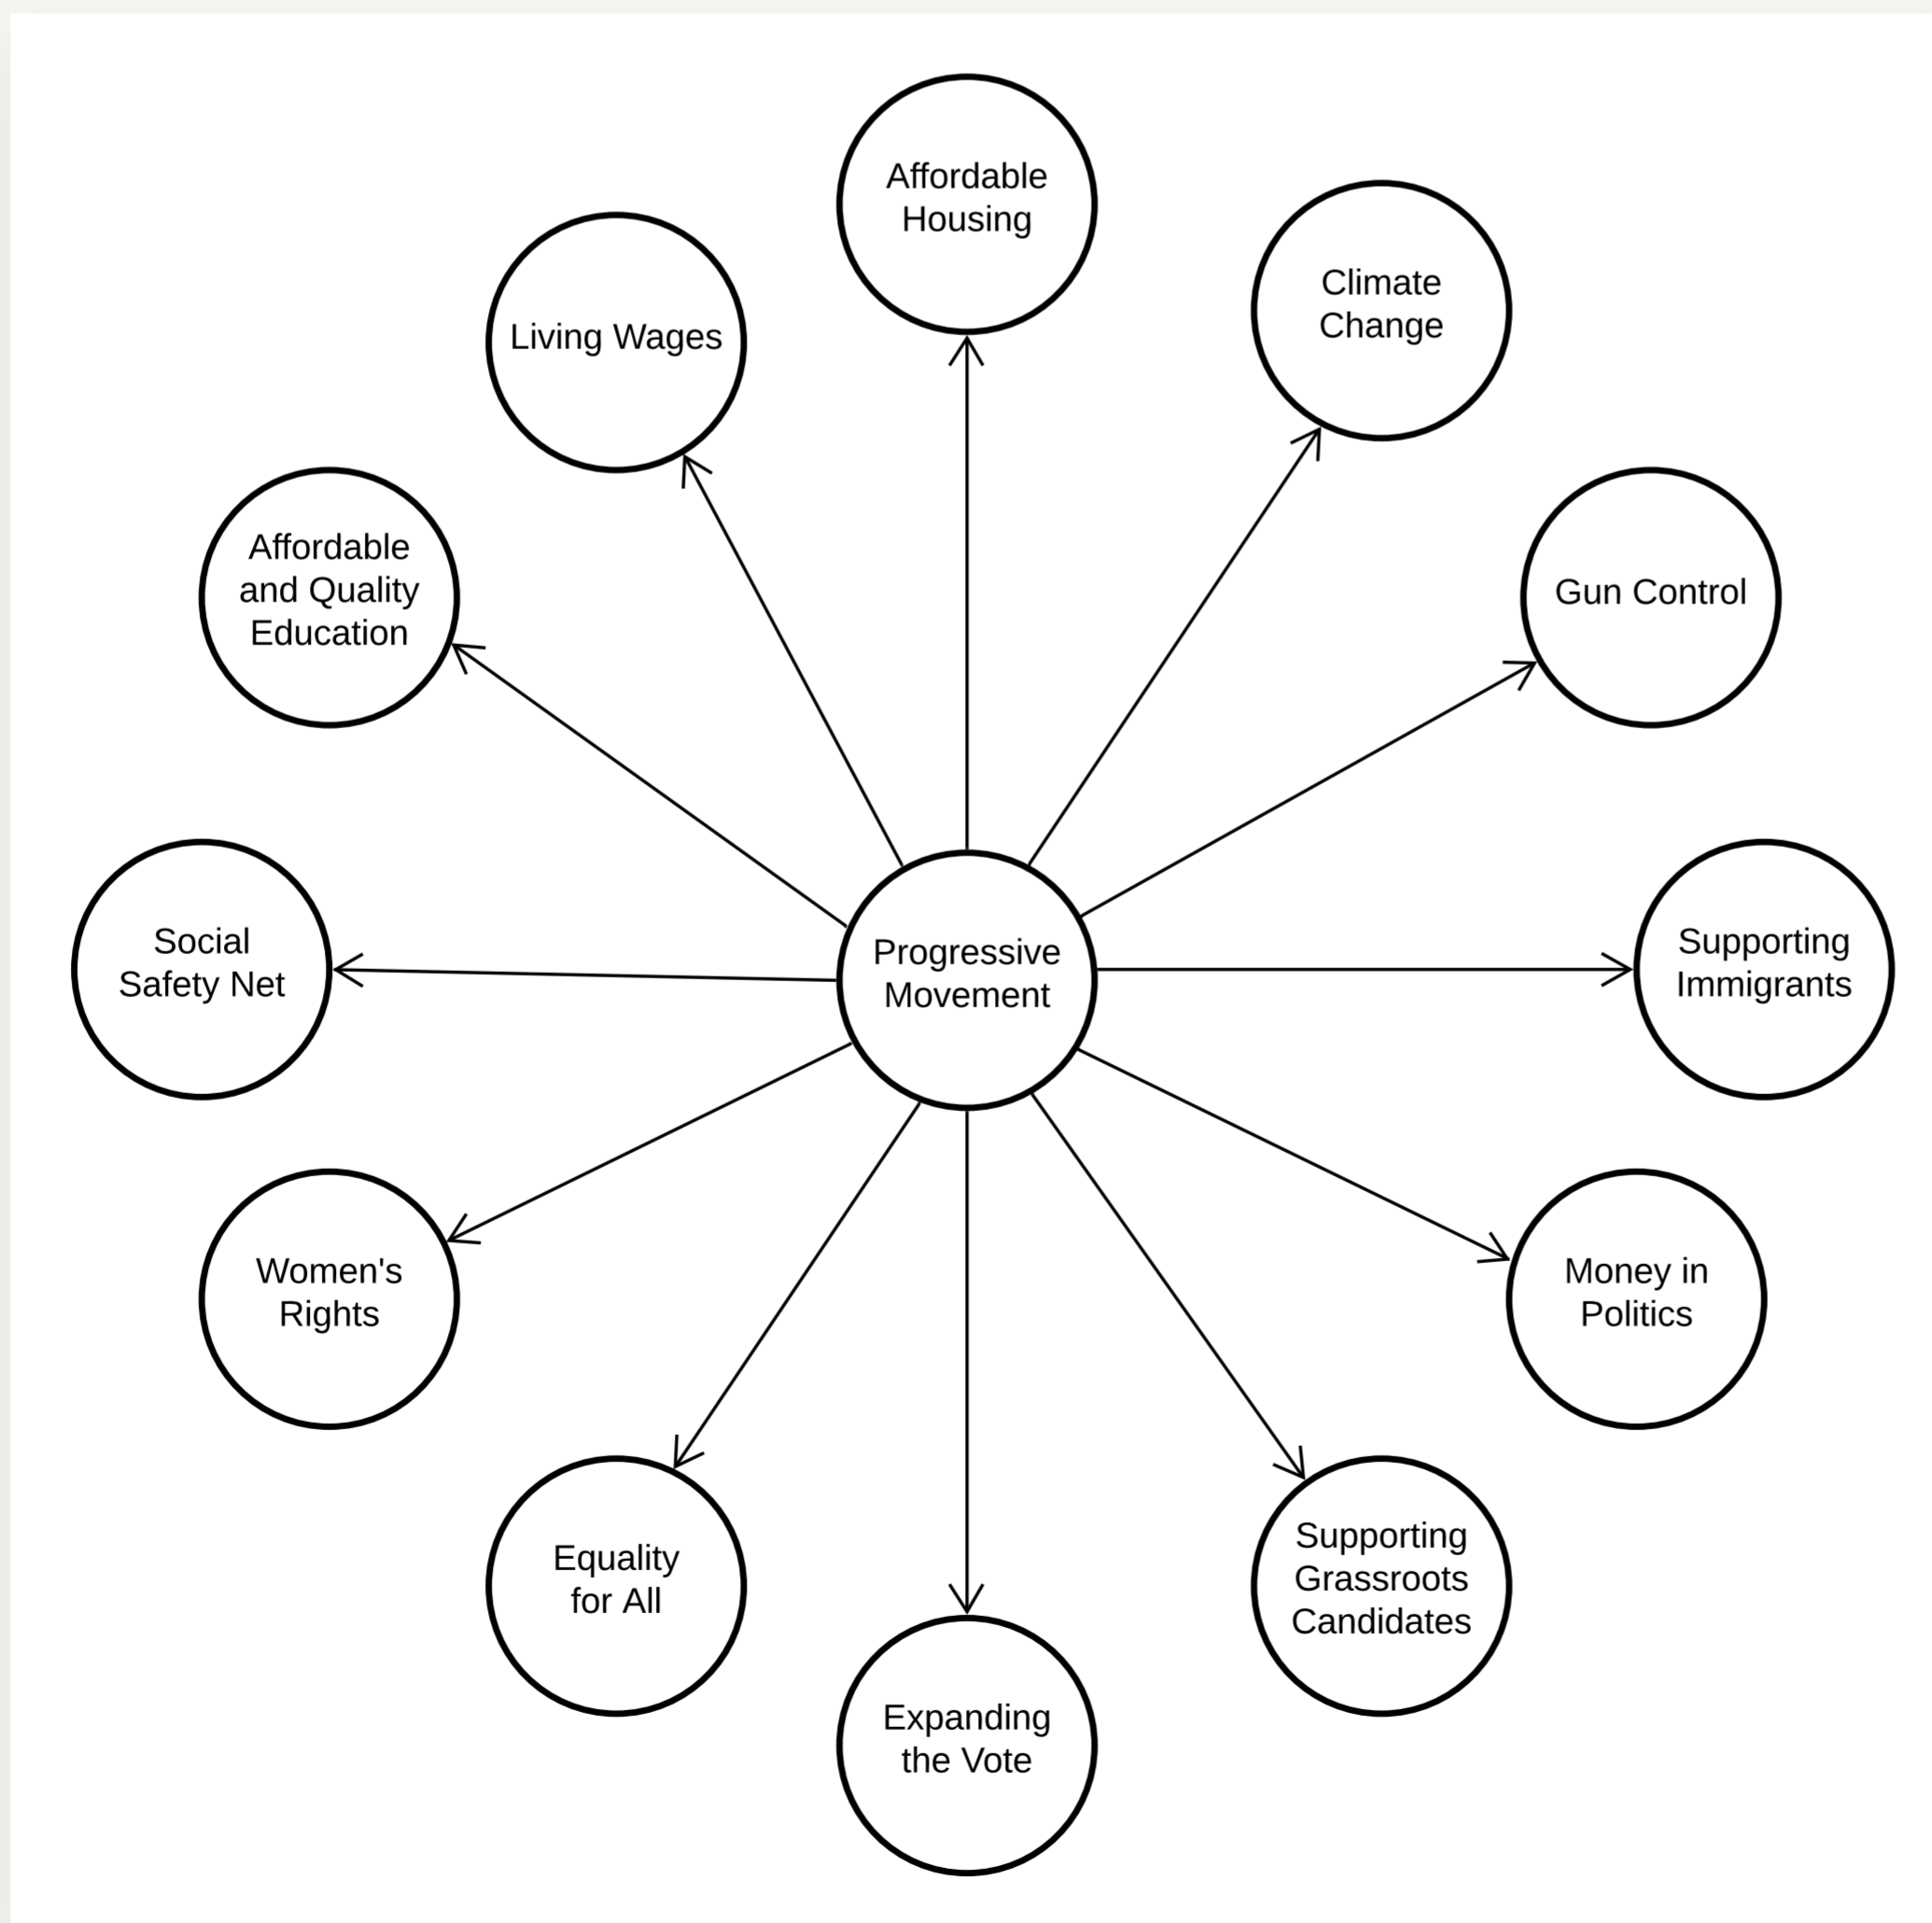 Affordable
Housing
Climate
Change
Living Wages
Gun Control
Affordable
and Quality
Education
Supporting
Immigrants
Social
Safety Net
Progressive
Movement
Money in
Politics
Women's
Rights
Supporting
Grassroots
Candidates
Equality
for All
Expanding
the Vote